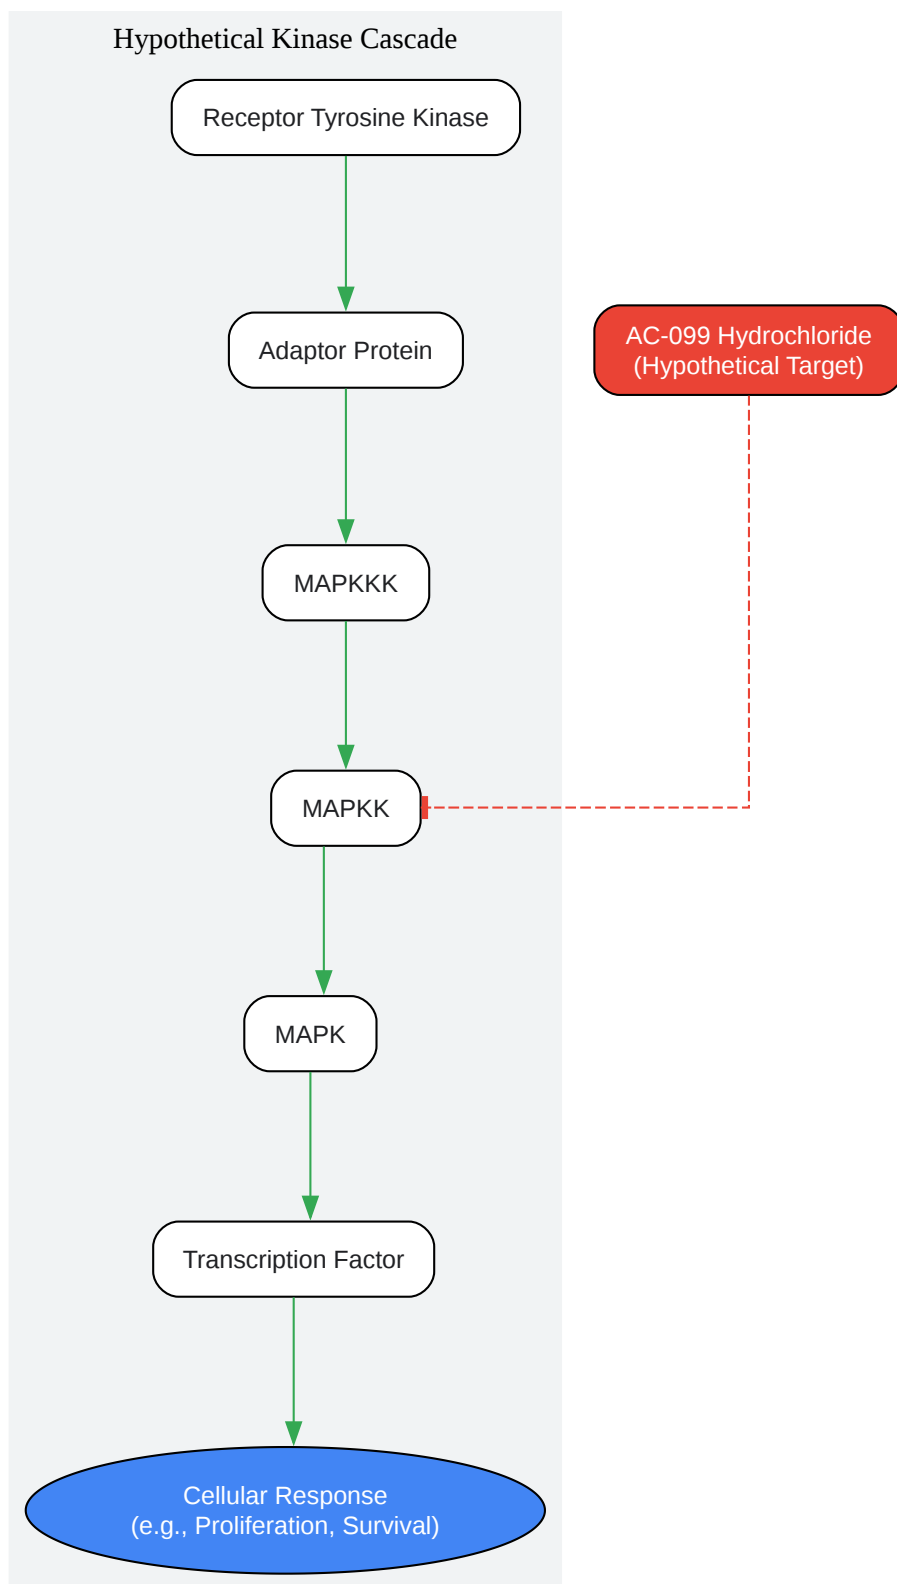 Hypothetical Kinase Cascade
Receptor Tyrosine Kinase
Adaptor Protein
AC-099 Hydrochloride
(Hypothetical Target)
MAPKKK
MAPKK
MAPK
Transcription Factor
Cellular Response
(e.g., Proliferation, Survival)